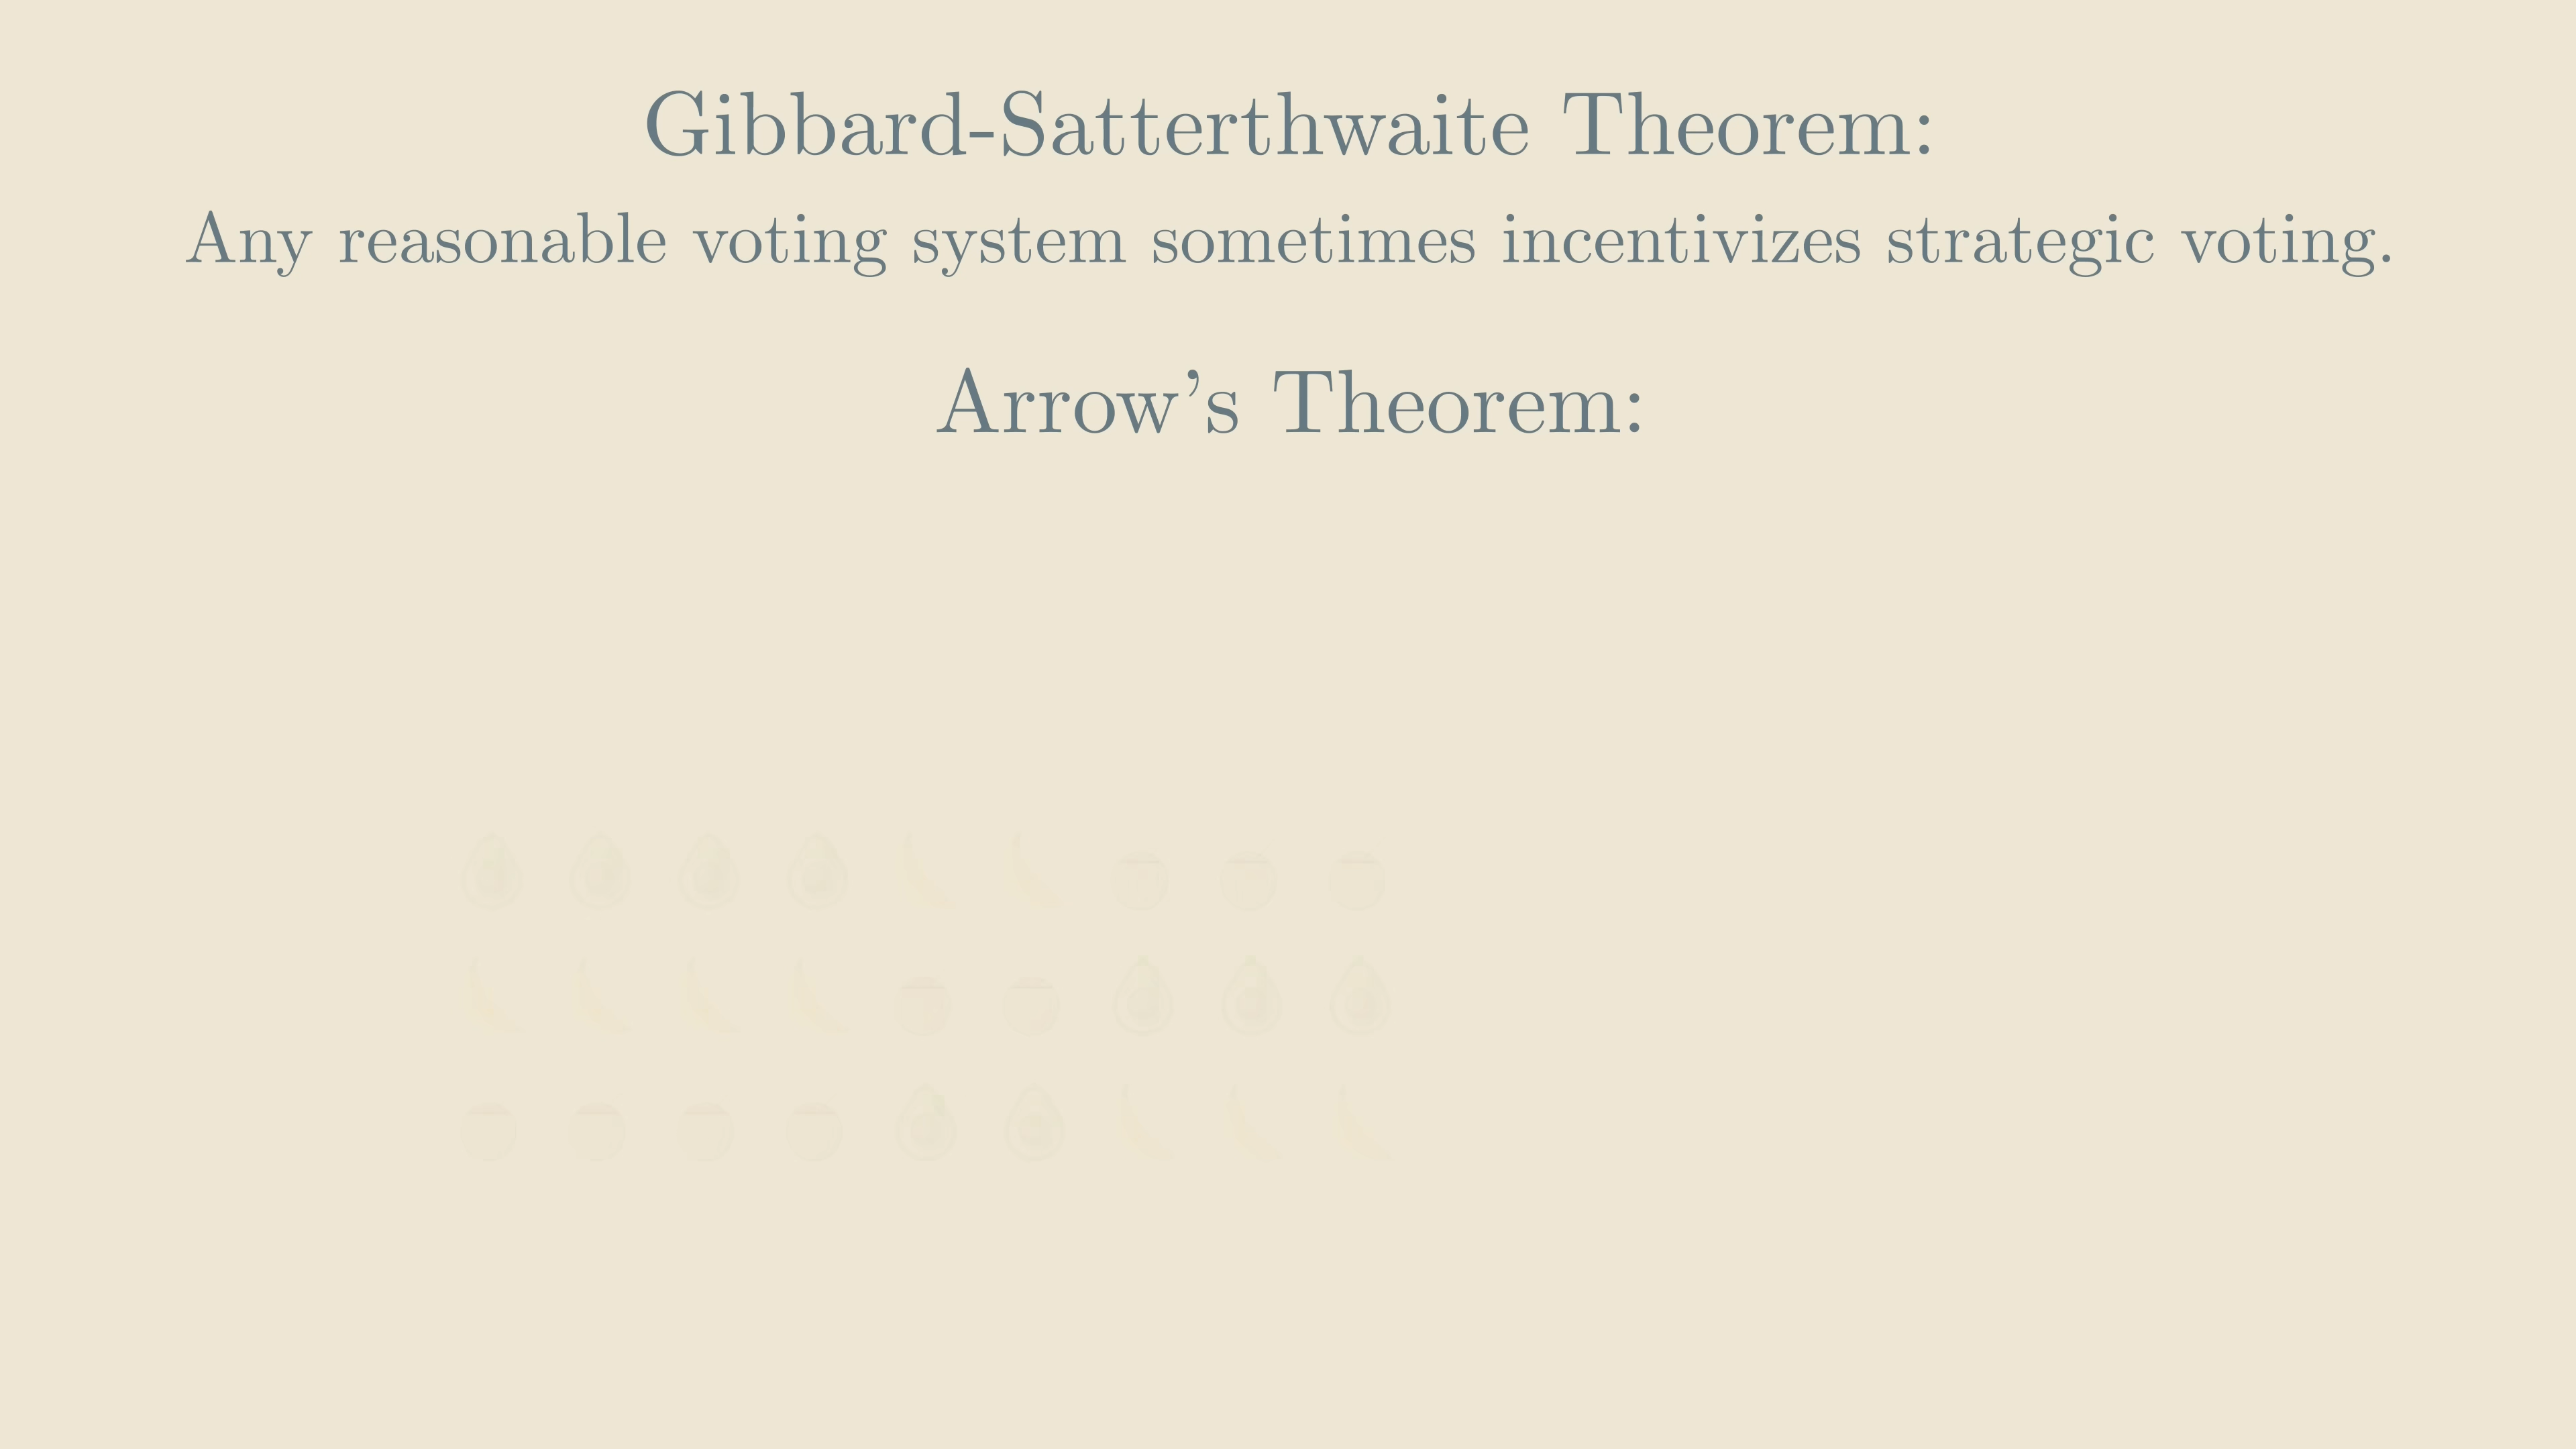 Gibbard-Satterthwaite Theorem:
Any reasonable voting system sometimes incentivizes strategic voting.
Arrow’s Theorem: